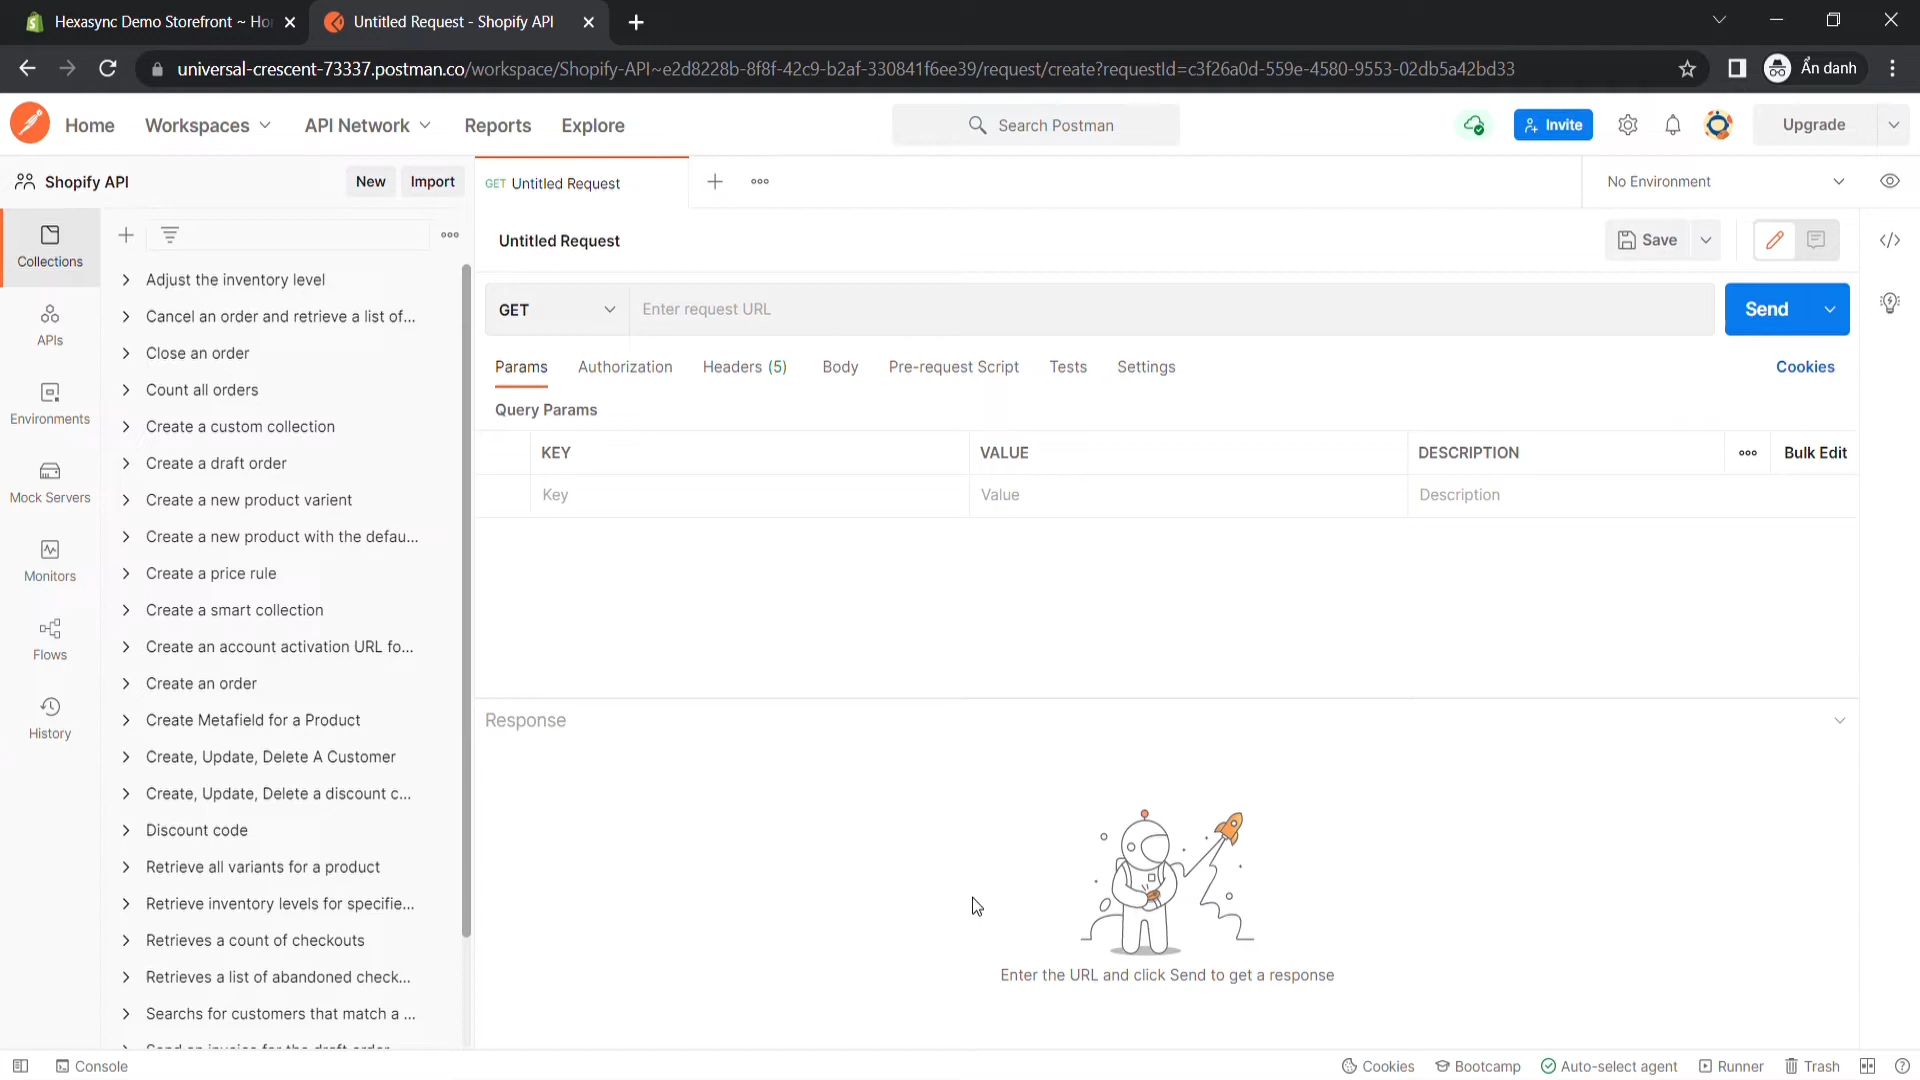 Hexasync Demo Storefront ~ Ho
Untitled Request - Shopify API
universal-crescent-73337.postman.co/workspace/Shopify-API~e2d8228b-8f8f-42c9-b2af-330841f6ee39/request/create?requestId=c3f26a0d-559e-4580-9553-02db5a42bd33
Ẩn danh
Home
Workspaces
API Network
Reports
Explore
Search Postman
Invite
Upgrade
Shopify API
New
Import
GET Untitled Request
No Environment
Collections
APIs
Environments
Mock Servers
Monitors
Flows
History
Adjust the inventory level
Cancel an order and retrieve a list of...
Close an order
Count all orders
Create a custom collection
Create a draft order
Create a new product varient
Create a new product with the defau...
Create a price rule
Create a smart collection
Create an account activation URL fo...
Create an order
Create Metafield for a Product
Create, Update, Delete A Customer
Create, Update, Delete a discount c...
Discount code
Retrieve all variants for a product
Retrieve inventory levels for specifie...
Retrieves a count of checkouts
Retrieves a list of abandoned check...
Searchs for customers that match a ...
Send an invoice for the draft order
Untitled Request
Save
GET
Enter request URL
Send
Params
Authorization
Headers (5)
Body
Pre-request Script
Tests
Settings
Cookies
Query Params
KEY
VALUE
DESCRIPTION
Bulk Edit
Key
Value
Description
Response
Enter the URL and click Send to get a response
Console
Cookies
Bootcamp
Auto-select agent
Runner
Trash